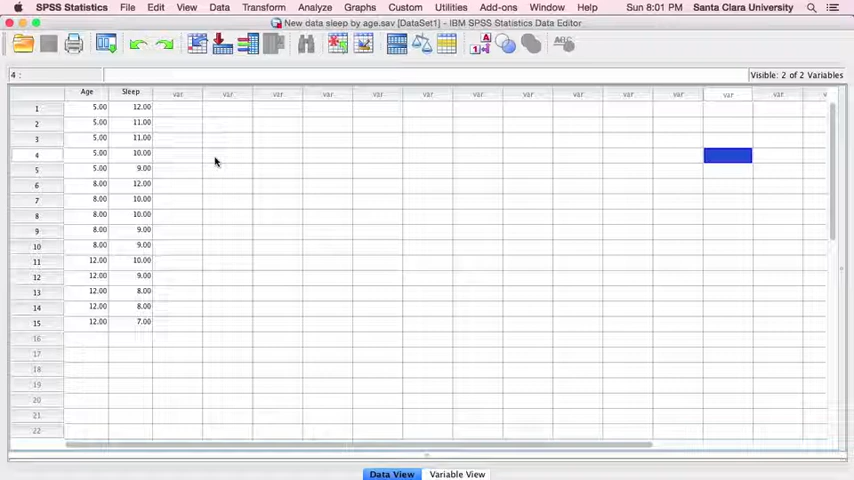 SPSS Statistics File Edit View Data Transform Analyze Graphs Custom Utilities Add-ons Window Help Sun 8:01 PM Santa Clara University
New data sleep by age.sav [DataSet1] - IBM SPSS Statistics Data Editor
4 : Visible: 2 of 2 Variables
Age Sleep var var var var var var var var var var var var var
1 5.00 12.00
2 5.00 11.00
3 5.00 11.00
4 5.00 10.00
5 5.00 9.00
6 8.00 12.00
7 8.00 10.00
8 8.00 10.00
9 8.00 9.00
10 8.00 9.00
11 12.00 10.00
12 12.00 9.00
13 12.00 8.00
14 12.00 8.00
15 12.00 7.00
16
17
18
19
20
21
22
Data View Variable View